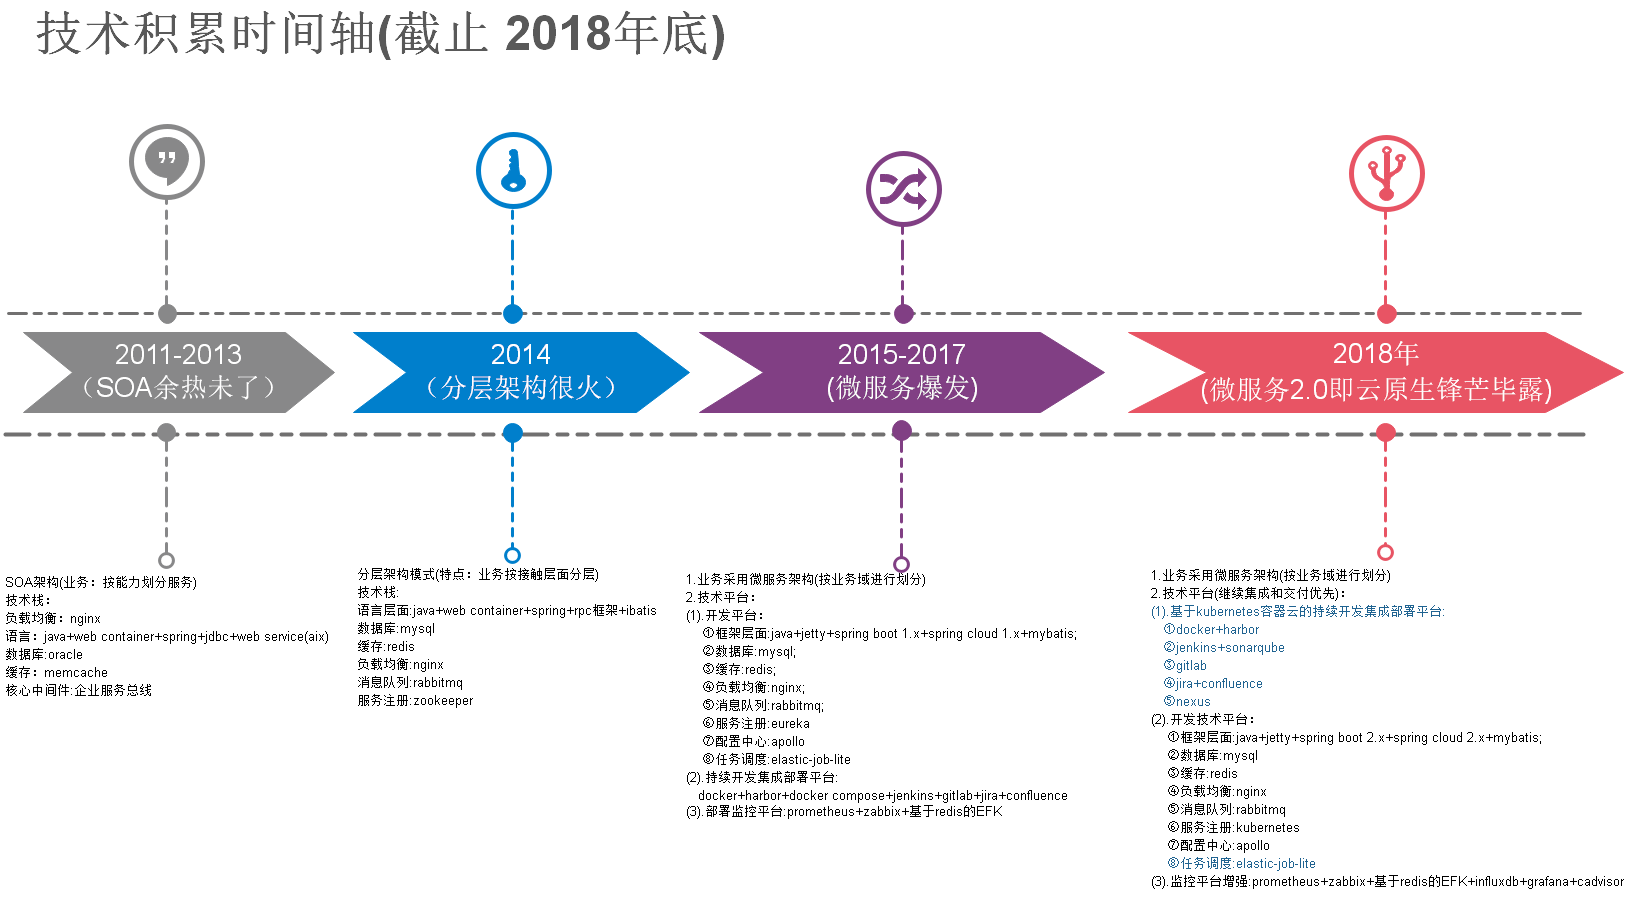 技术积累时间轴(截止 2018年底)
2011-2013
（SOA余热未了）
2014
（分层架构很火）
2015-2017
(微服务爆发)
2018年
(微服务2.0即云原生锋芒毕露)
SOA架构(业务：按能力划分服务)
技术栈：
负载均衡：nginx
语言：java+web container+spring+jdbc+web service(aix)
数据库:oracle
缓存：memcache
核心中间件:企业服务总线
分层架构模式(特点：业务按接触层面分层)
技术栈:
语言层面:java+web container+spring+rpc框架+ibatis
数据库:mysql
缓存:redis
负载均衡:nginx
消息队列:rabbitmq
服务注册:zookeeper
1.业务采用微服务架构(按业务域进行划分)
2.技术平台：
(1).开发平台：
①框架层面:java+jetty+spring boot 1.x+spring cloud 1.x+mybatis;
②数据库:mysql;
③缓存:redis;
④负载均衡:nginx;
⑤消息队列:rabbitmq;
⑥服务注册:eureka
⑦配置中心:apollo
⑧任务调度:elastic-job-lite
(2).持续开发集成部署平台:
docker+harbor+docker compose+jenkins+gitlab+jira+confluence
(3).部署监控平台:prometheus+zabbix+基于redis的EFK
1.业务采用微服务架构(按业务域进行划分)
2.技术平台(继续集成和交付优先)：
(1).基于kubernetes容器云的持续开发集成部署平台:
①docker+harbor
②jenkins+sonarqube
③gitlab
④jira+confluence
⑤nexus
(2).开发技术平台：
①框架层面:java+jetty+spring boot 2.x+spring cloud 2.x+mybatis;
②数据库:mysql
③缓存:redis
④负载均衡:nginx
⑤消息队列:rabbitmq
⑥服务注册:kubernetes
⑦配置中心:apollo
⑧任务调度:elastic-job-lite
(3).监控平台增强:prometheus+zabbix+基于redis的EFK+influxdb+grafana+cadvisor